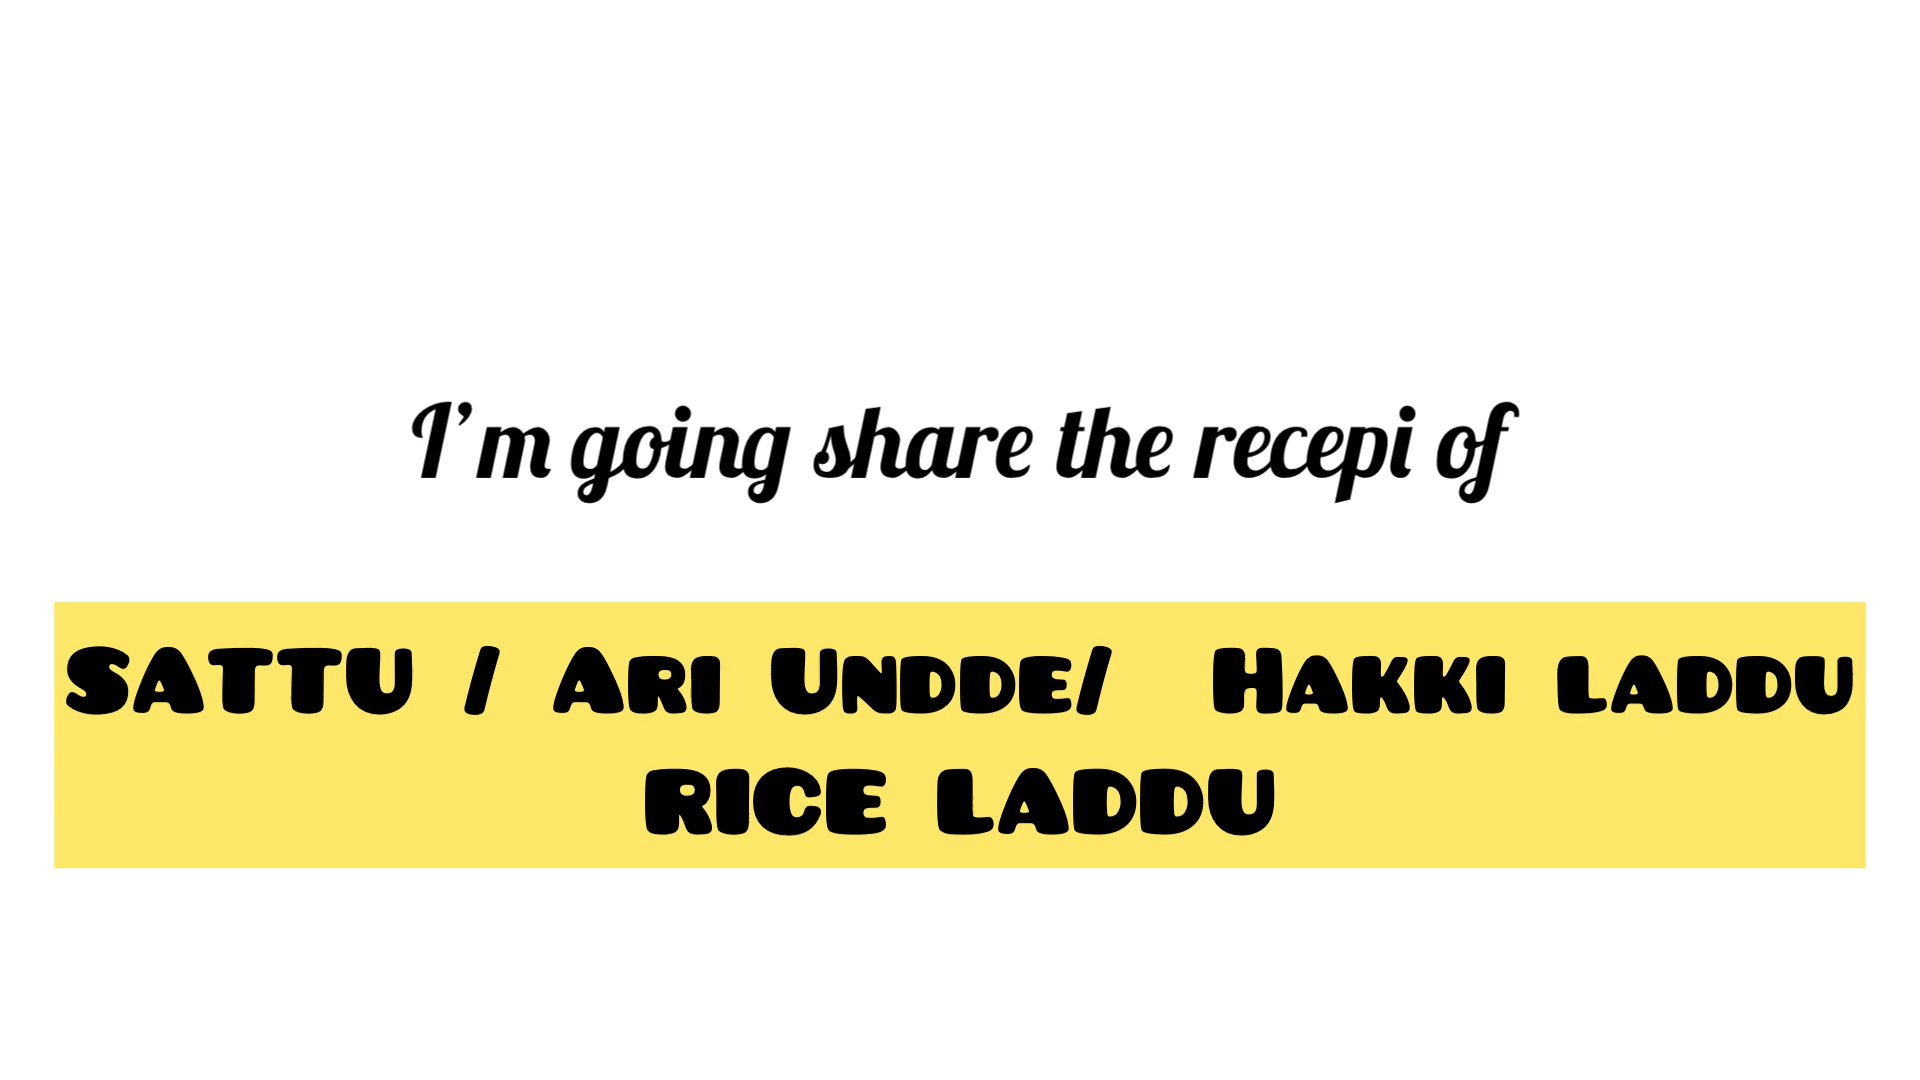 I'm going share the recepi of
SATTU / Ari Undde/  Hakki laddu
RICE LADDU